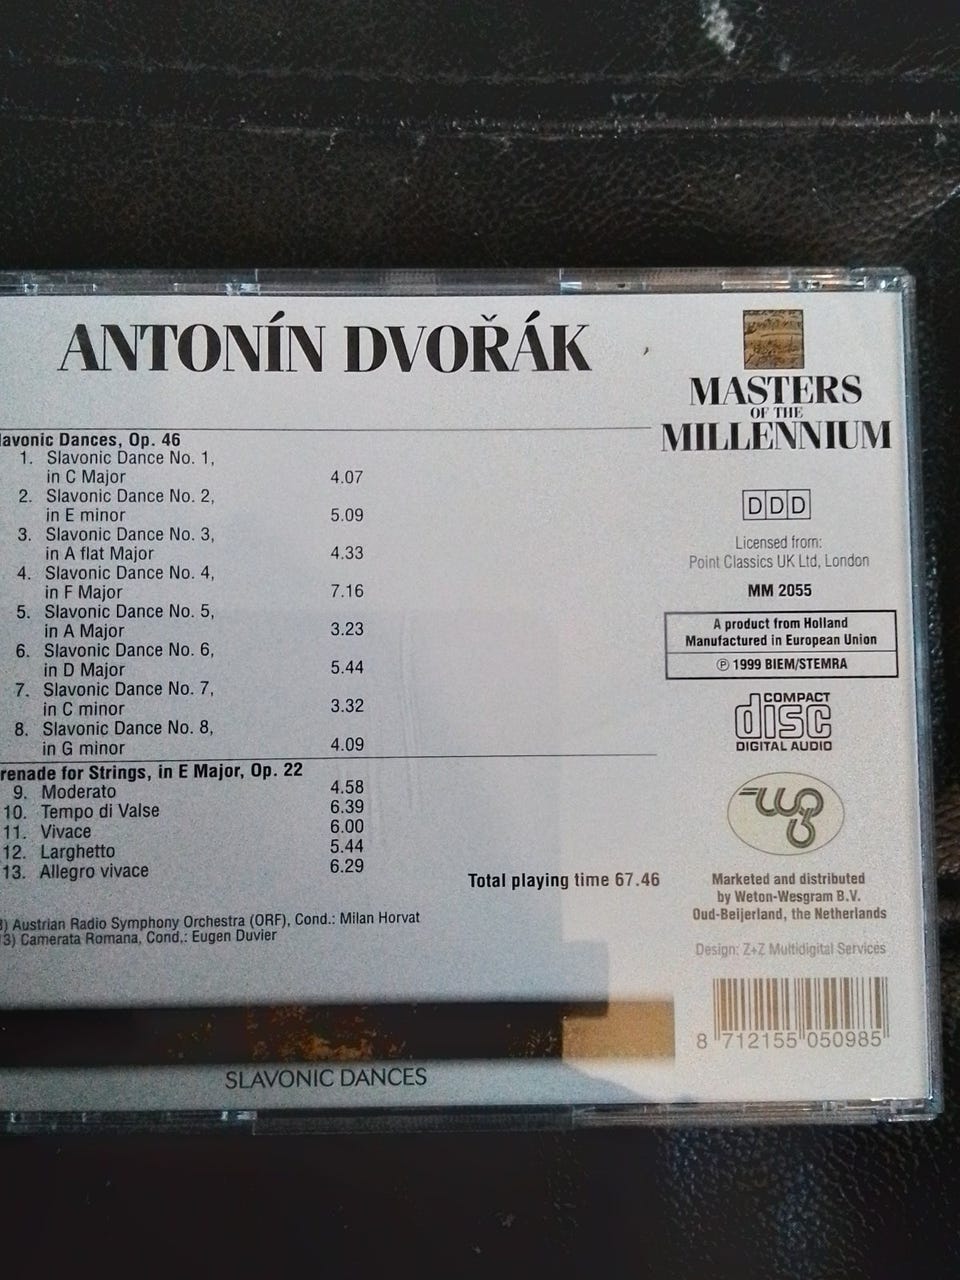 ANTONÍN DVOŘÁK
lavonic Dances, Op. 46
1. Slavonic Dance No. 1,
in C Major 4.07
2. Slavonic Dance No. 2,
in E minor 5.09
3. Slavonic Dance No. 3,
in A flat Major 4.33
4. Slavonic Dance No. 4,
in F Major 7.16
5. Slavonic Dance No. 5,
in A Major 3.23
6. Slavonic Dance No. 6,
in D Major 5.44
7. Slavonic Dance No. 7,
in C minor 3.32
8. Slavonic Dance No. 8,
in G minor 4.09
renade for Strings, in E Major, Op. 22
9. Moderato 4.58
10. Tempo di Valse 6.39
11. Vivace 6.00
12. Larghetto 5.44
13. Allegro vivace 6.29
Total playing time 67.46
) Austrian Radio Symphony Orchestra (ORF), Cond.: Milan Horvat
3) Camerata Romana, Cond.: Eugen Duvier
SLAVONIC DANCES
MASTERS
OF THE
MILLENNIUM
DDD
Licensed from:
Point Classics UK Ltd, London
MM 2055
A product from Holland
Manufactured in European Union
℗ 1999 BIEM/STEMRA
COMPACT
disc
DIGITAL AUDIO
Marketed and distributed
by Weton-Wesgram B.V.
Oud-Beijerland, the Netherlands
Design: Z+Z Multidigital Services
8 712155 050985